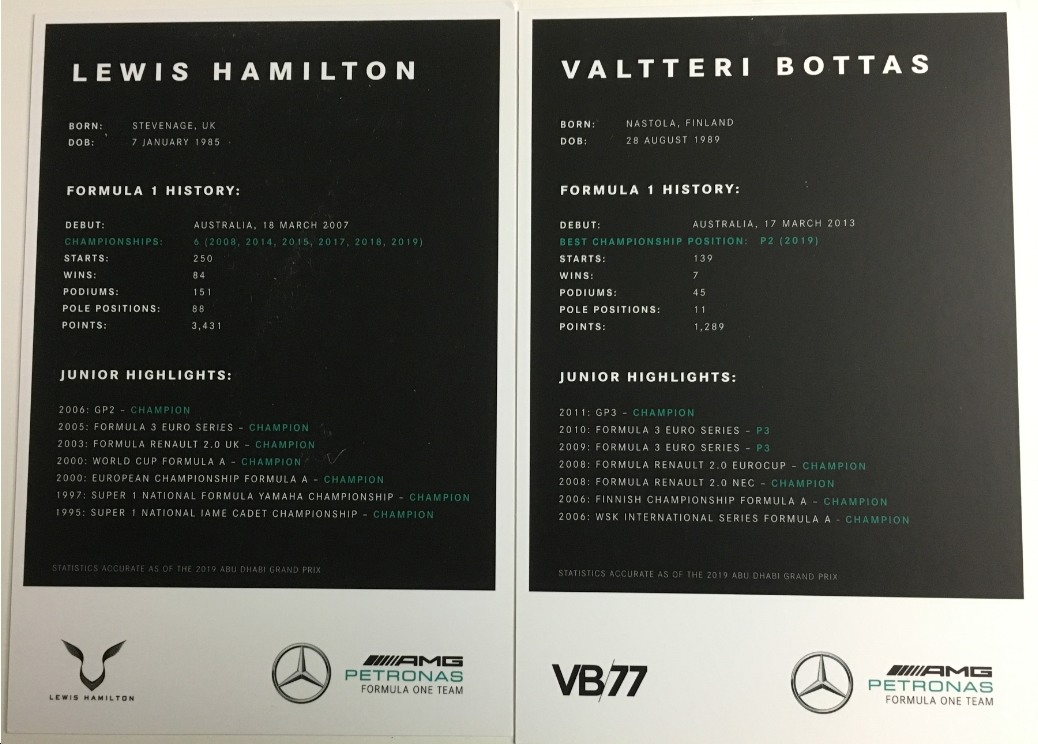 LEWIS HAMILTON
BORN: STEVENAGE, UK
DOB: 7 JANUARY 1985
FORMULA 1 HISTORY:
DEBUT: AUSTRALIA, 18 MARCH 2007
CHAMPIONSHIPS: 6 (2008, 2014, 2015, 2017, 2018, 2019)
STARTS: 250
WINS: 84
PODIUMS: 151
POLE POSITIONS: 88
POINTS: 3,431
JUNIOR HIGHLIGHTS:
2006: GP2 – CHAMPION
2005: FORMULA 3 EURO SERIES – CHAMPION
2003: FORMULA RENAULT 2.0 UK – CHAMPION
2000: WORLD CUP FORMULA A – CHAMPION
2000: EUROPEAN CHAMPIONSHIP FORMULA A – CHAMPION
1997: SUPER 1 NATIONAL FORMULA YAMAHA CHAMPIONSHIP – CHAMPION
1995: SUPER 1 NATIONAL IAME CADET CHAMPIONSHIP – CHAMPION
STATISTICS ACCURATE AS OF THE 2019 ABU DHABI GRAND PRIX
LEWIS HAMILTON
AMG
PETRONAS
FORMULA ONE TEAM
VALTTERI BOTTAS
BORN: NASTOLA, FINLAND
DOB: 28 AUGUST 1989
FORMULA 1 HISTORY:
DEBUT: AUSTRALIA, 17 MARCH 2013
BEST CHAMPIONSHIP POSITION: P2 (2019)
STARTS: 139
WINS: 7
PODIUMS: 45
POLE POSITIONS: 11
POINTS: 1,289
JUNIOR HIGHLIGHTS:
2011: GP3 – CHAMPION
2010: FORMULA 3 EURO SERIES – P3
2009: FORMULA 3 EURO SERIES – P3
2008: FORMULA RENAULT 2.0 EUROCUP – CHAMPION
2008: FORMULA RENAULT 2.0 NEC – CHAMPION
2006: FINNISH CHAMPIONSHIP FORMULA A – CHAMPION
2006: WSK INTERNATIONAL SERIES FORMULA A – CHAMPION
STATISTICS ACCURATE AS OF THE 2019 ABU DHABI GRAND PRIX
VB/77
AMG
PETRONAS
FORMULA ONE TEAM